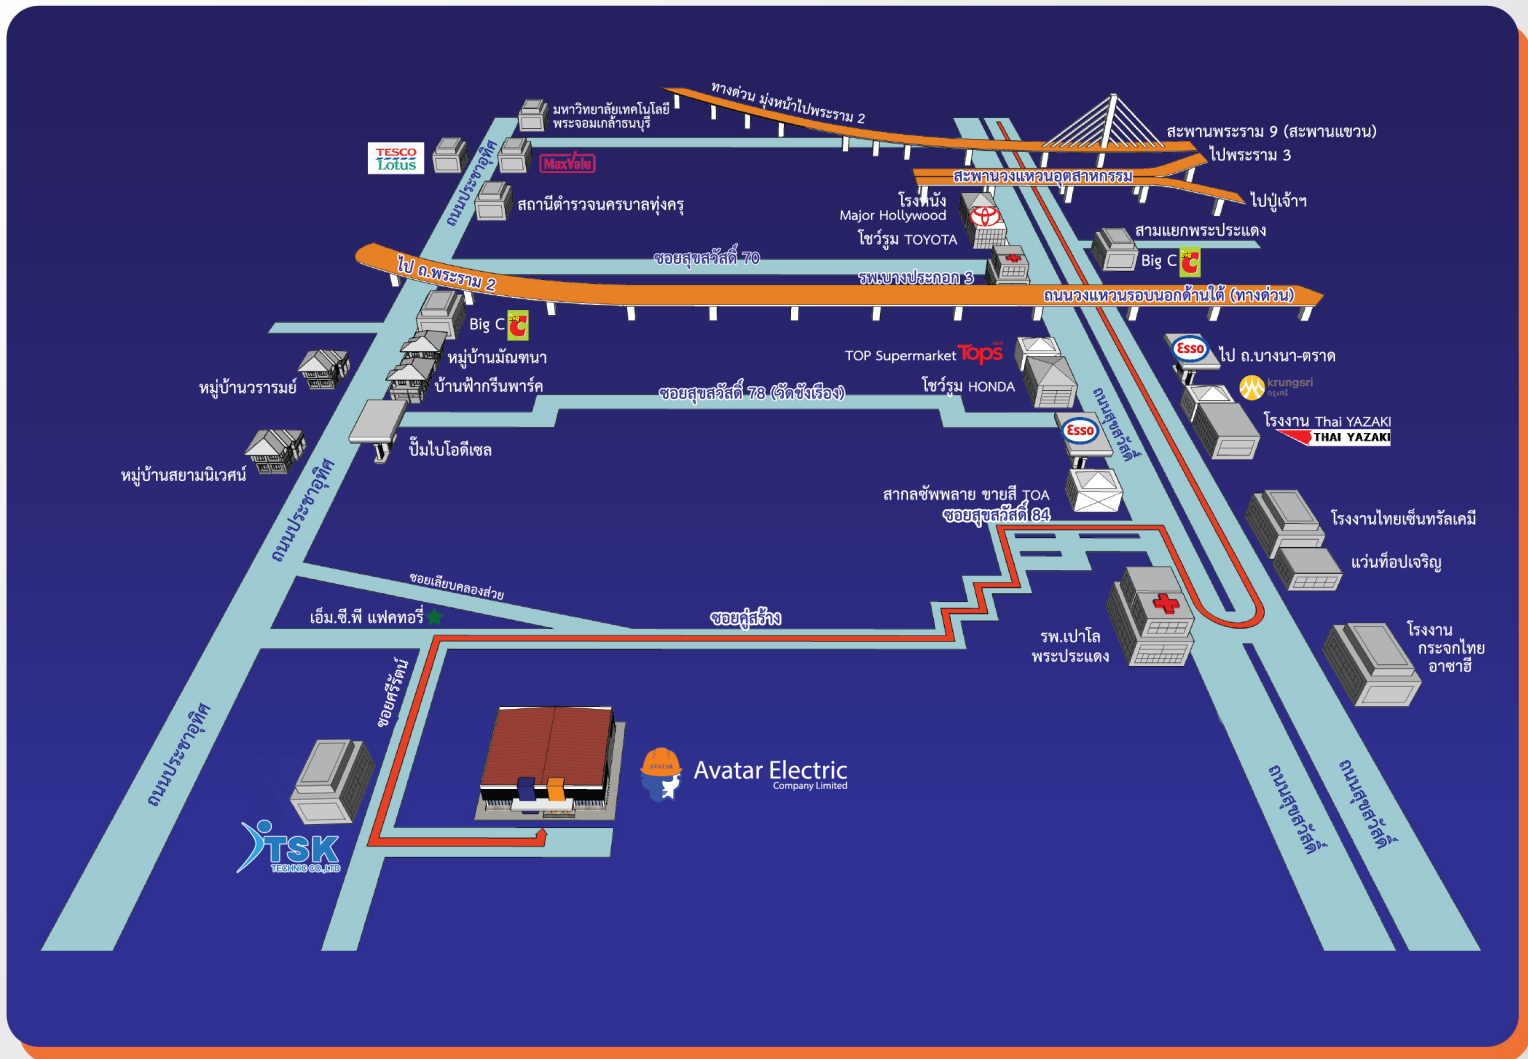 ทางด่วน มุ่งหน้าไปพระราม 2
มหาวิทยาลัยเทคโนโลยี
พระจอมเกล้าธนบุรี
สะพานพระราม 9 (สะพานแขวน)
TESCO
Lotus
MaxValu
ไปพระราม 3
ถนนประชาอุทิศ
สะพานวงแหวนอุตสาหกรรม
สถานีตำรวจนครบาลทุ่งครุ
โรงหนัง
Major Hollywood
ไปปู่เจ้าฯ
โชว์รูม TOYOTA
สามแยกพระประแดง
ซอยสุขสวัสดิ์ 70
Big C
ไป ถ.พระราม 2
รพ.บางประกอก 3
ถนนวงแหวนรอบนอกด้านใต้ (ทางด่วน)
Big C
หมู่บ้านมัณฑนา
TOP Supermarket
Tops
Esso
ไป ถ.บางนา-ตราด
หมู่บ้านวรารมย์
บ้านฟ้ากรีนพาร์ค
โชว์รูม HONDA
krungsri
กรุงศรี
ซอยสุขสวัสดิ์ 78 (วัดชังเรือง)
ถนนสุขสวัสดิ์
โรงงาน Thai YAZAKI
THAI YAZAKI
Esso
ปั๊มไบโอดีเซล
หมู่บ้านสยามนิเวศน์
สากลซัพพลาย ขายสี TOA
ซอยสุขสวัสดิ์ 84
ถนนประชาอุทิศ
โรงงานไทยเซ็นทรัลเคมี
แว่นท็อปเจริญ
ซอยเลียบคลองส่วย
เอ็ม.ซี.พี แฟคทอรี่
ซอยคู่สร้าง
รพ.เปาโล
พระประแดง
โรงงาน
กระจกไทย
อาซาฮี
ซอยศรีรัตน์
ถนนประชาอุทิศ
AVATAR
Avatar Electric
Company Limited
ถนนสุขสวัสดิ์
ถนนสุขสวัสดิ์
TSK
TECHNIC CO.,LTD